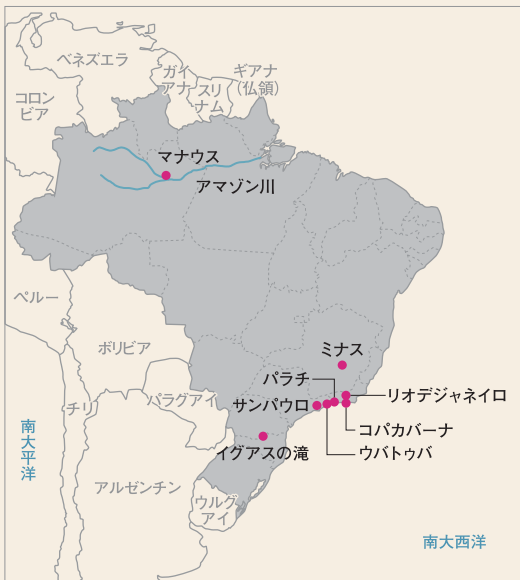 ベネズエラ
ガイ
アナ
スリ
ナム
ギアナ
(仏領)
コロン
ビア
マナウス
アマゾン川
ペルー
ボリビア
ミナス
パラチ
リオデジャネイロ
サンパウロ
パラグアイ
チリ
コパカバーナ
ウバトゥバ
イグアスの滝
南大平洋
アルゼンチン
ウルグ
アイ
南大西洋